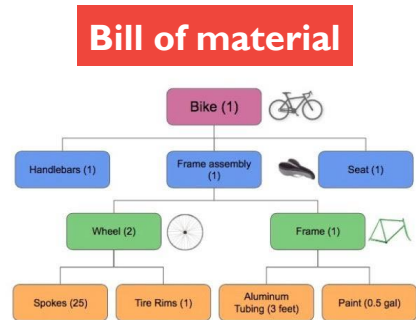 Bill of material
Bike (1)
Handlebars (1)
Frame assembly
(1)
Seat (1)
Wheel (2)
Frame (1)
Spokes (25)
Tire Rims (1)
Aluminum
Tubing (3 feet)
Paint (0.5 gal)